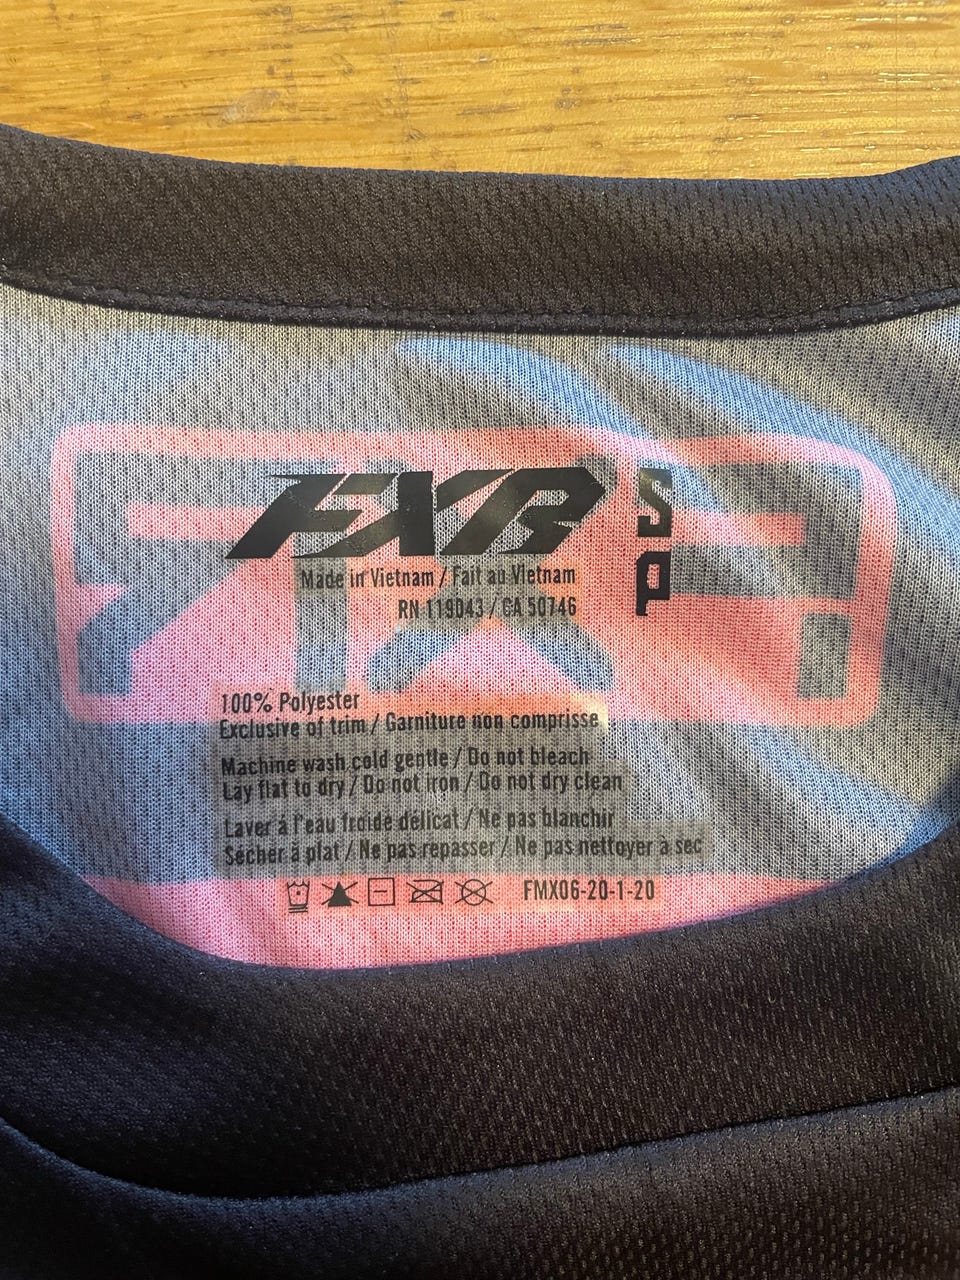 FXR
S
P
Made in Vietnam / Fait au Vietnam
RN 119043 / CA 50746
100% Polyester
Exclusive of trim / Garniture non comprisse
Machine wash cold gentle / Do not bleach
Lay flat to dry / Do not iron / Do not dry clean
Laver á l'eau froide délicat / Ne pas blanchir
Sécher á plat / Ne pas repasser / Ne pas nettoyer á sec
FMX06-20-1-20